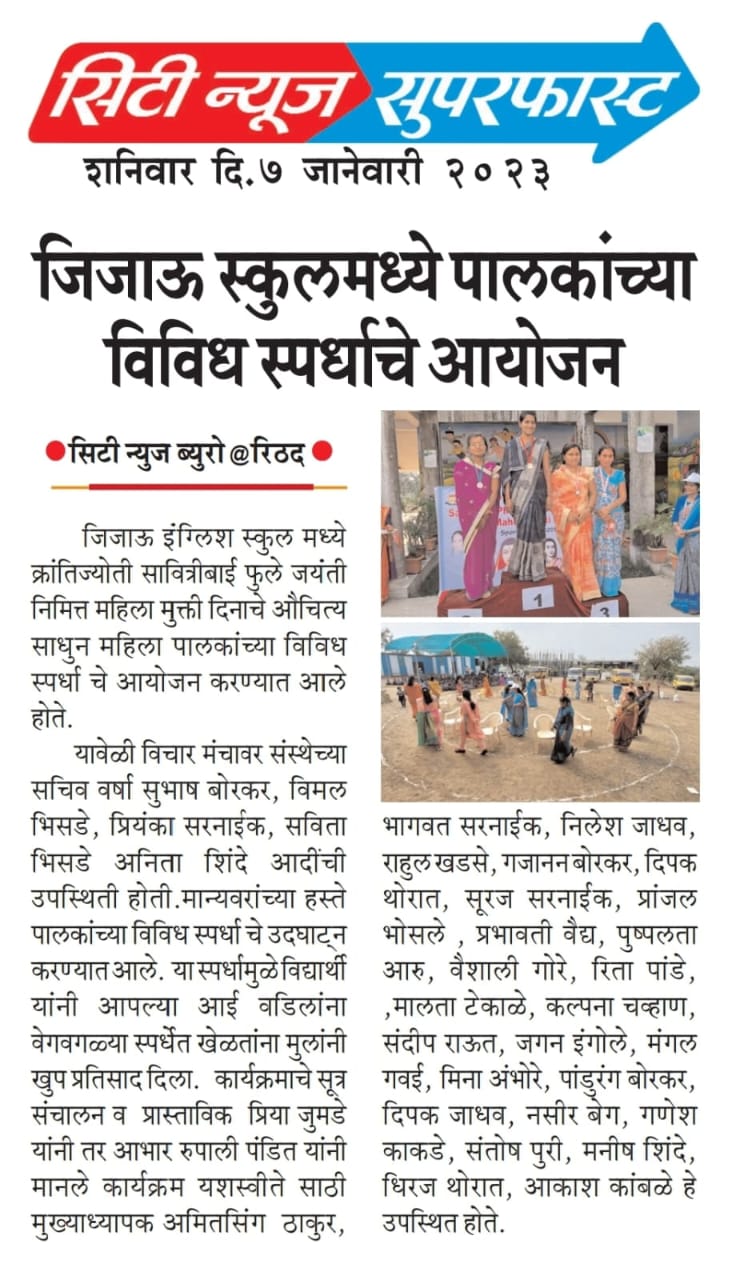 सिटी न्यूज सुपरफास्ट
शनिवार दि.७ जानेवारी २०२३
जिजाऊ स्कुलमध्ये पालकांच्या
विविध स्पर्धाचे आयोजन
सिटी न्युज ब्युरो @रिठद
जिजाऊ इंग्लिश स्कुल मध्ये
क्रांतिज्योती सावित्रीबाई फुले जयंती
निमित्त महिला मुक्ती दिनाचे औचित्य
साधुन महिला पालकांच्या विविध
स्पर्धा चे आयोजन करण्यात आले
होते.
यावेळी विचार मंचावर संस्थेच्या
सचिव वर्षा सुभाष बोरकर, विमल
भिसडे, प्रियंका सरनाईक, सविता
भिसडे अनिता शिंदे आदींची
उपस्थिती होती.मान्यवरांच्या हस्ते
पालकांच्या विविध स्पर्धा चे उदघाट्न
करण्यात आले. या स्पर्धामुळे विद्यार्थी
यांनी आपल्या आई वडिलांना
वेगवगळ्या स्पर्धेत खेळतांना मुलांनी
खुप प्रतिसाद दिला. कार्यक्रमाचे सूत्र
संचालन व प्रास्ताविक प्रिया जुमडे
यांनी तर आभार रुपाली पंडित यांनी
मानले कार्यक्रम यशस्वीते साठी
मुख्याध्यापक अमितसिंग ठाकुर,
1
3
भागवत सरनाईक, निलेश जाधव,
राहुल खडसे, गजानन बोरकर, दिपक
थोरात, सूरज सरनाईक, प्रांजल
भोसले , प्रभावती वैद्य, पुष्पलता
आरु, वैशाली गोरे, रिता पांडे,
,मालता टेकाळे, कल्पना चव्हाण,
संदीप राऊत, जगन इंगोले, मंगल
गवई, मिना अंभोरे, पांडुरंग बोरकर,
दिपक जाधव, नसीर बेग, गणेश
काकडे, संतोष पुरी, मनीष शिंदे,
धिरज थोरात, आकाश कांबळे हे
उपस्थित होते.